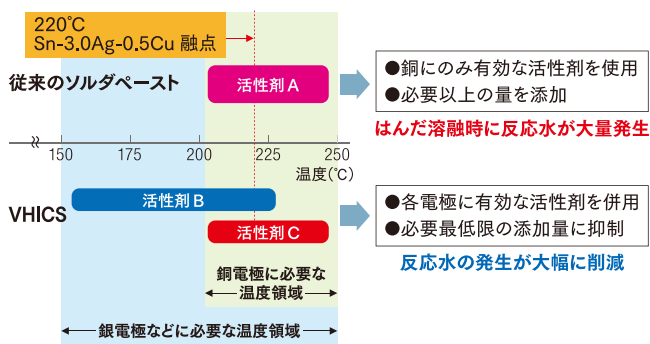 220℃
Sn-3.0Ag-0.5Cu 融点
従来のソルダペースト
活性剤A
●銅にのみ有効な活性剤を使用
●必要以上の量を添加
はんだ溶融時に反応水が大量発生
150 175 200 225 250
温度(℃)
VHICS
活性剤B
活性剤C
●各電極に有効な活性剤を併用
●必要最低限の添加量に抑制
反応水の発生が大幅に削減
銅電極に必要な
温度領域
銀電極などに必要な温度領域